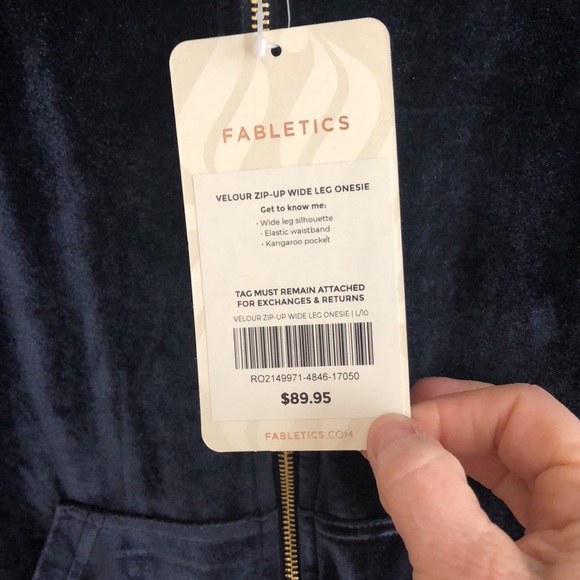 FABLETICS
VELOUR ZIP-UP WIDE LEG ONESIE
Get to know me:
• Wide leg silhouette
• Elastic waistband
• Kangaroo pocket
TAG MUST REMAIN ATTACHED
FOR EXCHANGES & RETURNS
VELOUR ZIP-UP WIDE LEG ONESIE | L/10
RO2149971-4846-17050
$89.95
FABLETICS.COM